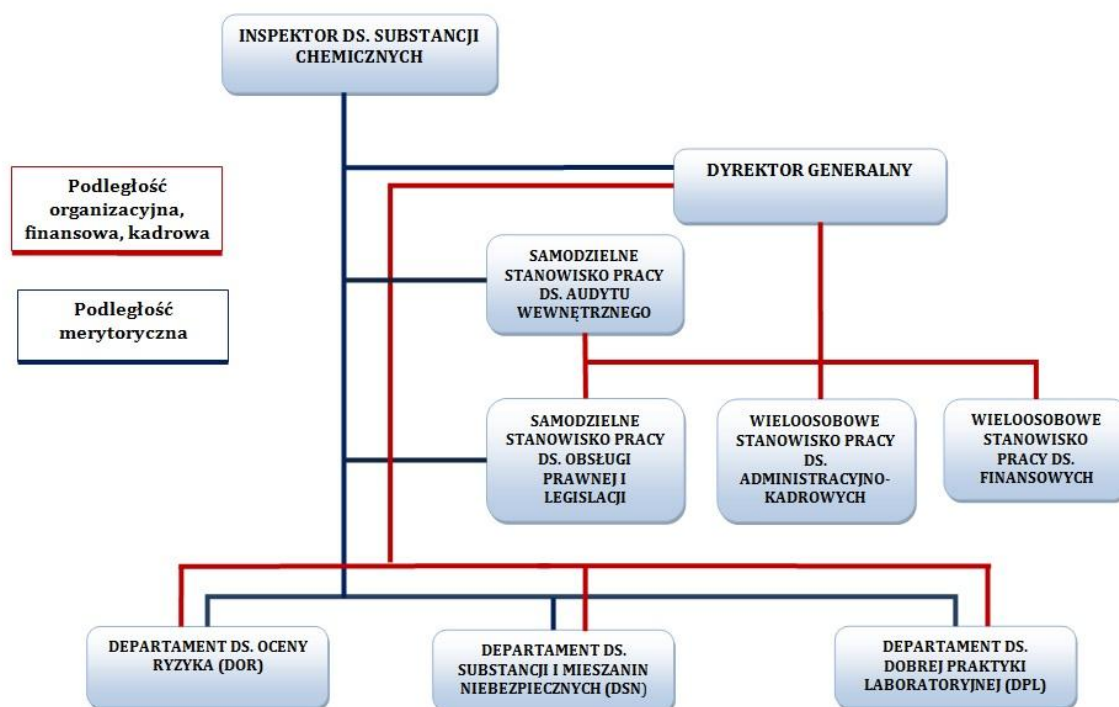 INSPEKTOR DS. SUBSTANCJI
CHEMICZNYCH
DYREKTOR GENERALNY
Podległość
organizacyjna,
finansowa, kadrowa
Podległość
merytoryczna
SAMODZIELNE
STANOWISKO PRACY
DS. AUDYTU
WEWNĘTRZNEGO
SAMODZIELNE
STANOWISKO PRACY
DS. OBSŁUGI
PRAWNEJ I
LEGISLACJI
WIELOOSOBOWE
STANOWISKO PRACY
DS.
ADMINISTRACYJNO-
KADROWYCH
WIELOOSOBOWE
STANOWISKO
PRACY DS.
FINANSOWYCH
DEPARTAMENT DS. OCENY
RYZYKA (DOR)
DEPARTAMENT DS.
SUBSTANCJI I MIESZANIN
NIEBEZPIECZNYCH (DSN)
DEPARTAMENT DS.
DOBREJ PRAKTYKI
LABORATORYJNEJ (DPL)